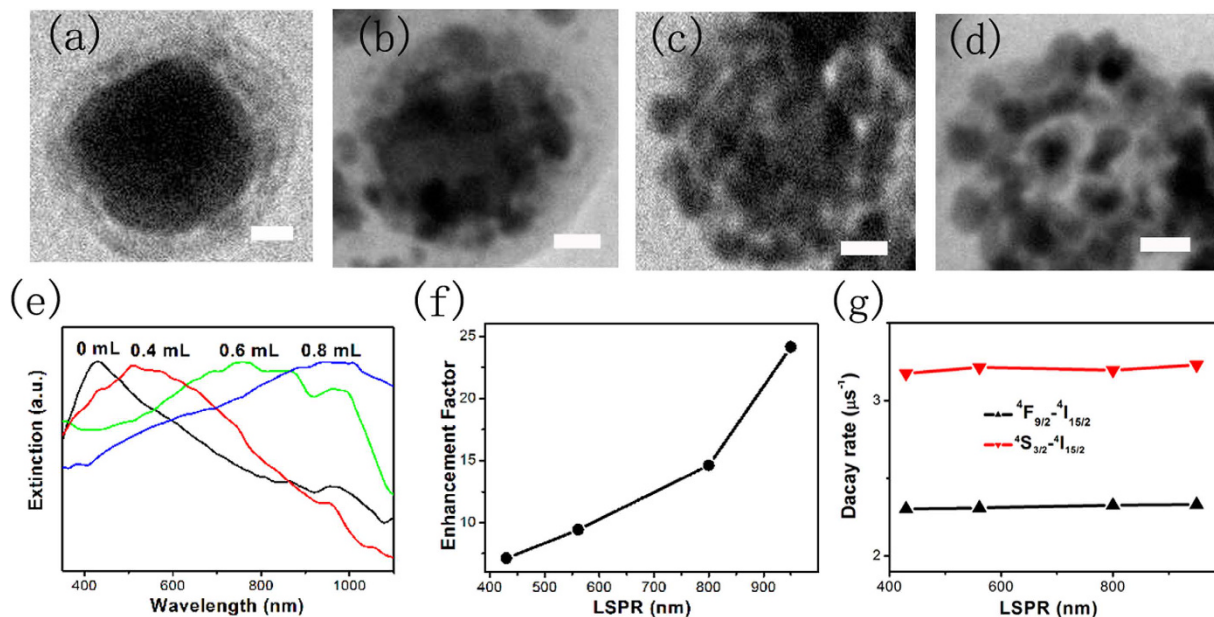 (a)
(b)
(c)
(d)
(e)
0 mL 0.4 mL 0.6 mL 0.8 mL
Extinction (a.u.)
400 600 800 1000
Wavelength (nm)
(f)
25
20
15
10
Enhancement Factor
400 500 600 700 800 900
LSPR (nm)
(g)
3
2
Dacay rate (μs⁻¹)
⁴F₉/₂-⁴I₁₅/₂
⁴S₃/₂-⁴I₁₅/₂
400 600 800
LSPR (nm)